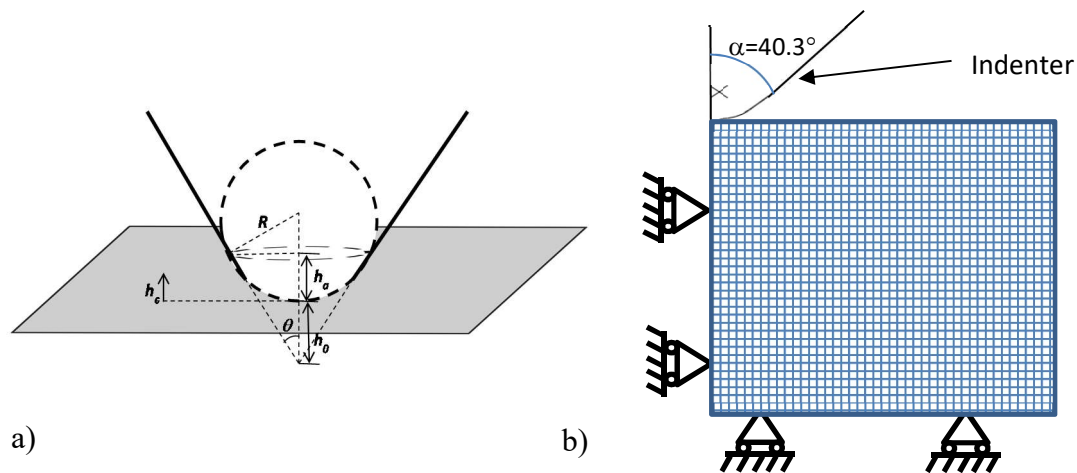 α=40.3°
Indenter
R
h_a
h_c
θ
h_0
a)
b)